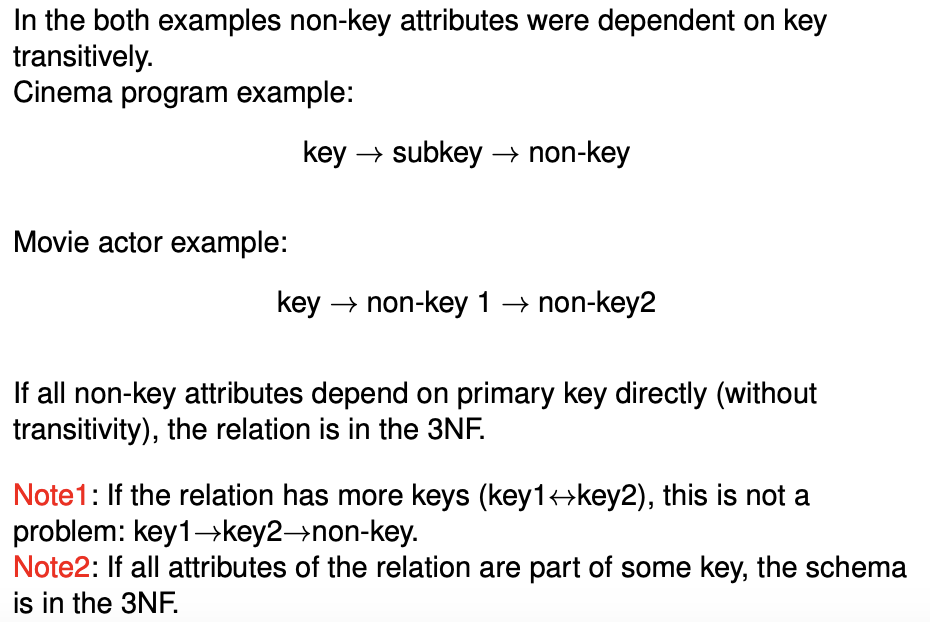 In the both examples non-key attributes were dependent on key
transitively.
Cinema program example:
key → subkey → non-key
Movie actor example:
key → non-key 1 → non-key2
If all non-key attributes depend on primary key directly (without
transitivity), the relation is in the 3NF.
Note1: If the relation has more keys (key1↔key2), this is not a
problem: key1→key2→non-key.
Note2: If all attributes of the relation are part of some key, the schema
is in the 3NF.